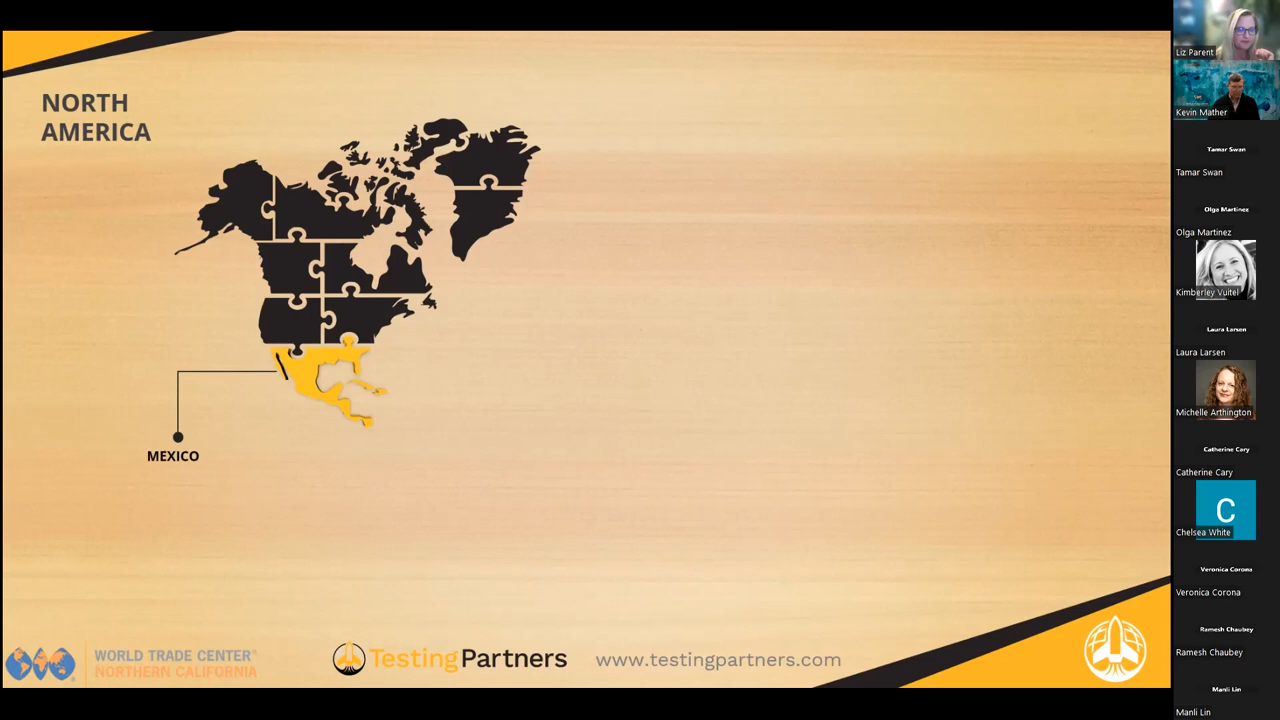 NORTH
AMERICA
MEXICO
WORLD TRADE CENTER®
NORTHERN CALIFORNIA
TestingPartners
www.testingpartners.com
Liz Parent
Kevin Mather
Tamar Swan
Tamar Swan
Olga Martinez
Olga Martinez
Kimberley Vuitel
Laura Larsen
Laura Larsen
Michelle Arthington
Catherine Cary
Catherine Cary
C
Chelsea White
Veronica Corona
Veronica Corona
Ramesh Chaubey
Ramesh Chaubey
Manli Lin
Manli Lin